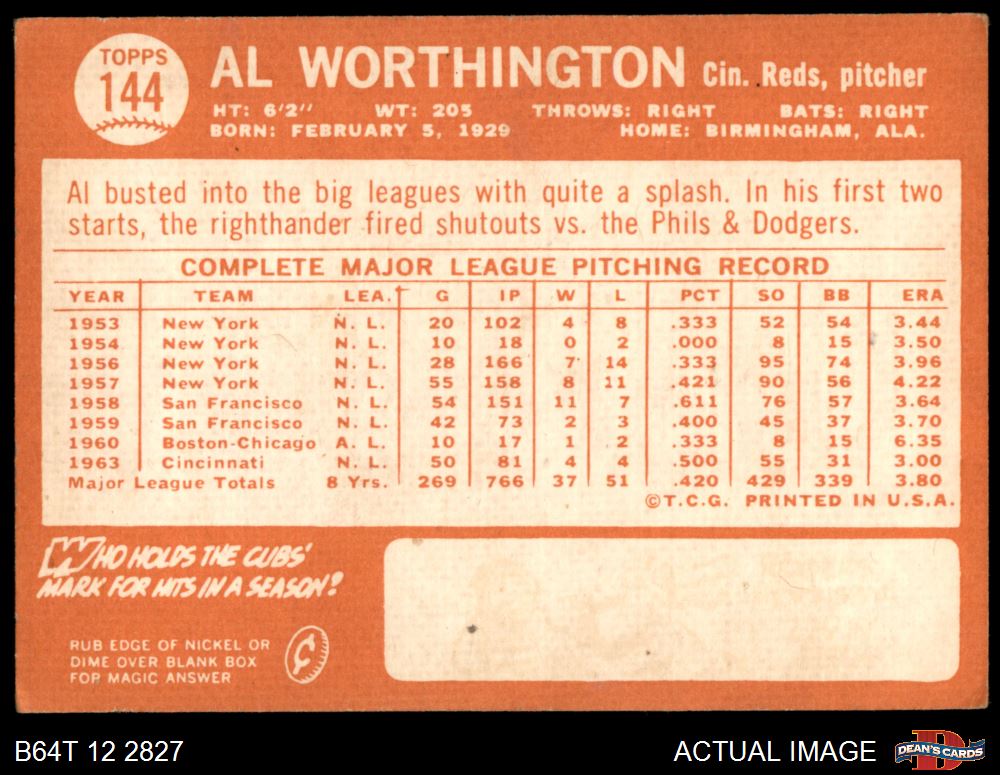 TOPPS
144
AL WORTHINGTON Cin. Reds, pitcher
HT: 6'2" WT: 205 THROWS: RIGHT BATS: RIGHT
BORN: FEBRUARY 5, 1929 HOME: BIRMINGHAM, ALA.
Al busted into the big leagues with quite a splash. In his first two
starts, the righthander fired shutouts vs. the Phils & Dodgers.
COMPLETE MAJOR LEAGUE PITCHING RECORD
YEAR TEAM LEA. G IP W L PCT SO BB ERA
1953 New York N. L. 20 102 4 8 .333 52 54 3.44
1954 New York N. L. 10 18 0 2 .000 8 15 3.50
1956 New York N. L. 28 166 7 14 .333 95 74 3.96
1957 New York N. L. 55 158 8 11 .421 90 56 4.22
1958 San Francisco N. L. 54 151 11 7 .611 76 57 3.64
1959 San Francisco N. L. 42 73 2 3 .400 45 37 3.70
1960 Boston-Chicago A. L. 10 17 1 2 .333 8 15 6.35
1963 Cincinnati N. L. 50 81 4 4 .500 55 31 3.00
Major League Totals 8 Yrs. 269 766 37 51 .420 429 339 3.80
©T.C.G. PRINTED IN U.S.A.
WHO HOLDS THE CUBS'
MARK FOR HITS IN A SEASON?
RUB EDGE OF NICKEL OR
DIME OVER BLANK BOX
FOR MAGIC ANSWER
¢
B64T 12 2827 ACTUAL IMAGE D DEAN'S CARDS